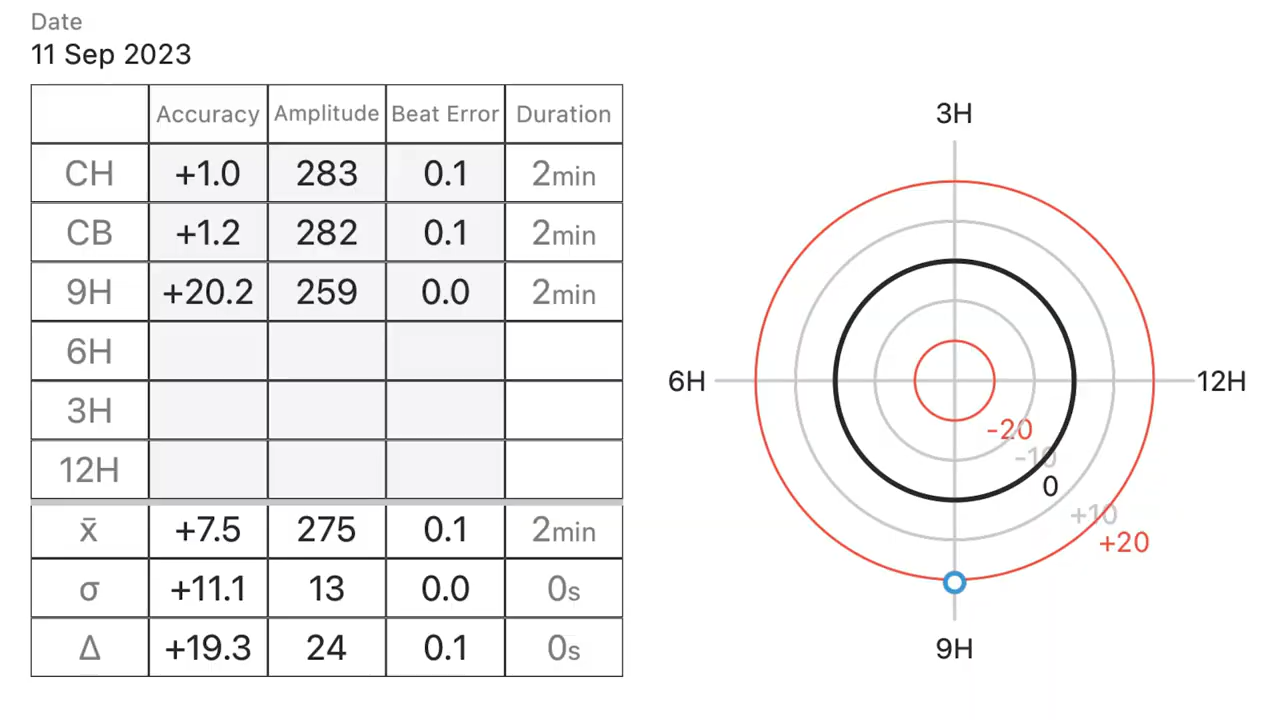 Date
11 Sep 2023
Accuracy Amplitude Beat Error Duration
CH +1.0 283 0.1 2min
CB +1.2 282 0.1 2min
9H +20.2 259 0.0 2min
6H
3H
12H
x̄ +7.5 275 0.1 2min
σ +11.1 13 0.0 0s
Δ +19.3 24 0.1 0s
3H
6H
12H
-20
-10
0
+10
+20
9H